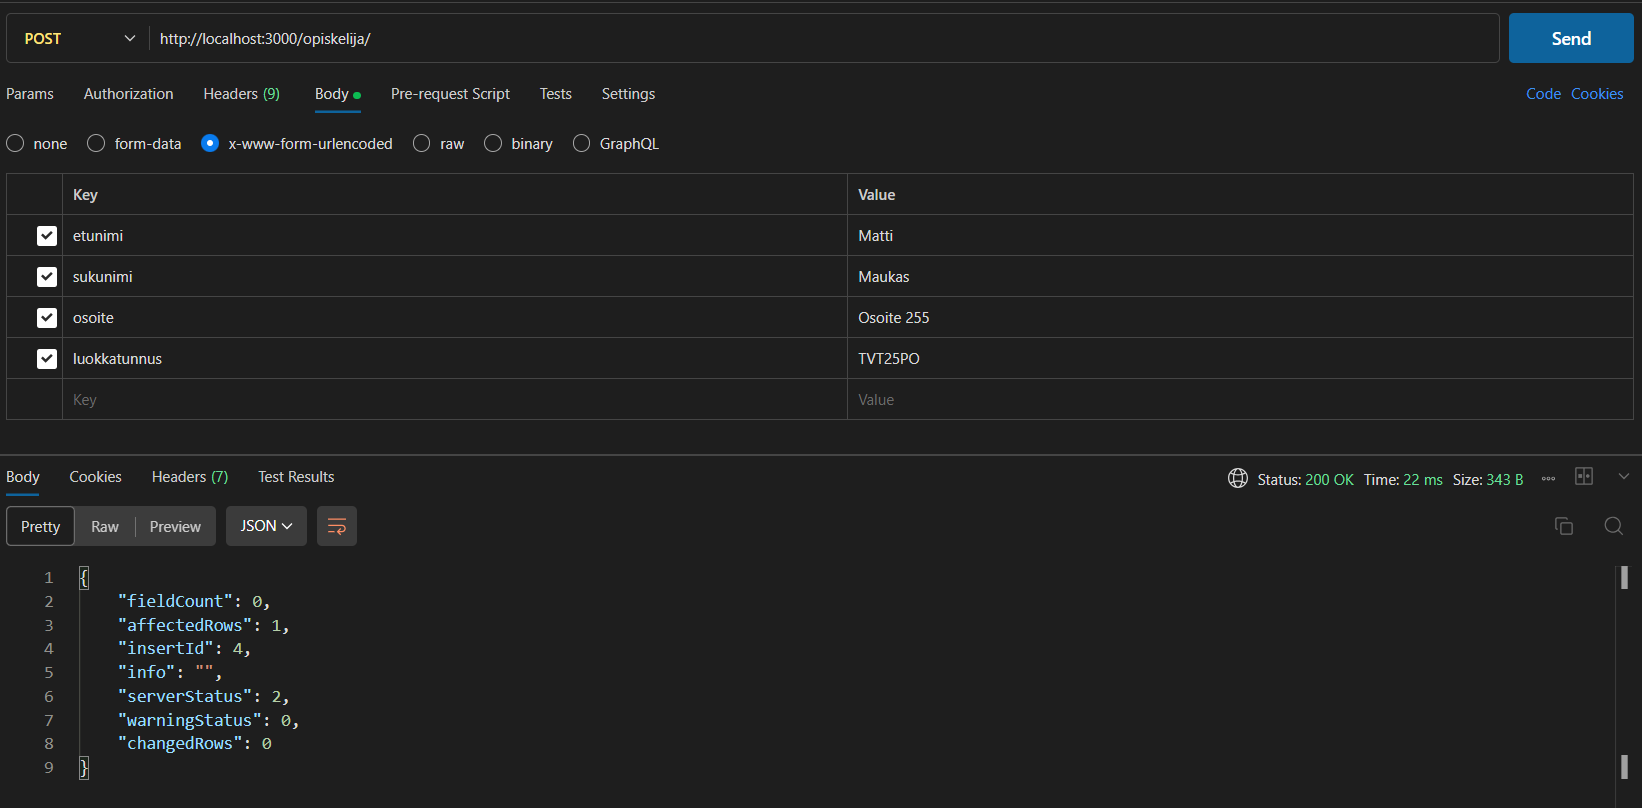 POST http://localhost:3000/opiskelija/ Send
Params Authorization Headers (9) Body Pre-request Script Tests Settings Code Cookies
none form-data x-www-form-urlencoded raw binary GraphQL
Key Value
etunimi Matti
sukunimi Maukas
osoite Osoite 255
luokkatunnus TVT25PO
Key Value
Body Cookies Headers (7) Test Results Status: 200 OK Time: 22 ms Size: 343 B
Pretty Raw Preview JSON
1 {
2 "fieldCount": 0,
3 "affectedRows": 1,
4 "insertId": 4,
5 "info": "",
6 "serverStatus": 2,
7 "warningStatus": 0,
8 "changedRows": 0
9 }